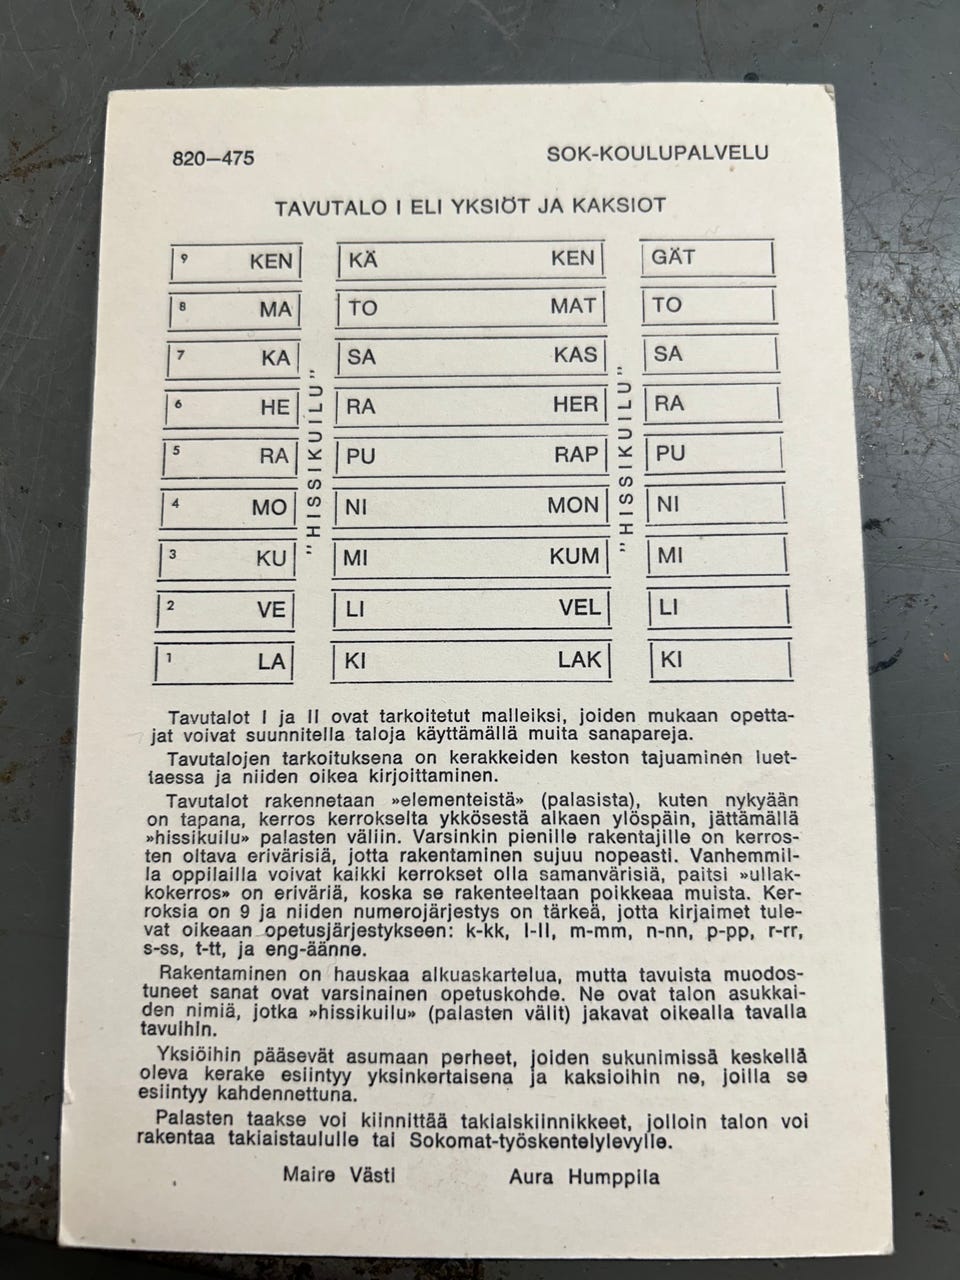 820—475 SOK-KOULUPALVELU
TAVUTALO I ELI YKSIÖT JA KAKSIOT
9 KEN KÄ KEN GÄT
8 MA TO MAT TO
7 KA SA KAS SA
6 HE RA HER RA
5 RA PU RAP PU
4 MO NI MON NI
3 KU MI KUM MI
2 VE LI VEL LI
1 LA KI LAK KI
"HISSIKUILU"
"HISSIKUILU"
Tavutalot I ja II ovat tarkoitetut malleiksi, joiden mukaan opetta-
jat voivat suunnitella taloja käyttämällä muita sanapareja.
Tavutalojen tarkoituksena on kerakkeiden keston tajuaminen luet-
taessa ja niiden oikea kirjoittaminen.
Tavutalot rakennetaan »elementeistä» (palasista), kuten nykyään
on tapana, kerros kerrokselta ykkösestä alkaen ylöspäin, jättämällä
»hissikuilu» palasten väliin. Varsinkin pienille rakentajille on kerros-
ten oltava erivärisiä, jotta rakentaminen sujuu nopeasti. Vanhemmil-
la oppilailla voivat kaikki kerrokset olla samanvärisiä, paitsi »ullak-
kokerros» on eriväriä, koska se rakenteeltaan poikkeaa muista. Ker-
roksia on 9 ja niiden numerojärjestys on tärkeä, jotta kirjaimet tule-
vat oikeaan opetusjärjestykseen: k-kk, l-ll, m-mm, n-nn, p-pp, r-rr,
s-ss, t-tt, ja eng-äänne.
Rakentaminen on hauskaa alkuaskartelua, mutta tavuista muodos-
tuneet sanat ovat varsinainen opetuskohde. Ne ovat talon asukkai-
den nimiä, jotka »hissikuilu» (palasten välit) jakavat oikealla tavalla
tavuihin.
Yksiöihin pääsevät asumaan perheet, joiden sukunimissä keskellä
oleva kerake esiintyy yksinkertaisena ja kaksioihin ne, joilla se
esiintyy kahdennettuna.
Palasten taakse voi kiinnittää takiaiskiinnikkeet, jolloin talon voi
rakentaa takiaistaululle tai Sokomat-työskentelylevylle.
Maire Västi Aura Humppila